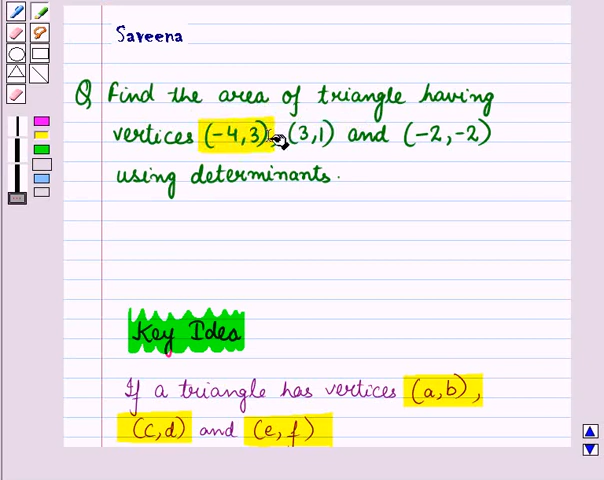 Saveena
Q Find the area of triangle having
vertices (-4,3), (3,1) and (-2,-2)
using determinants.
Key Idea
If a triangle has vertices (a,b),
(c,d) and (e,f)